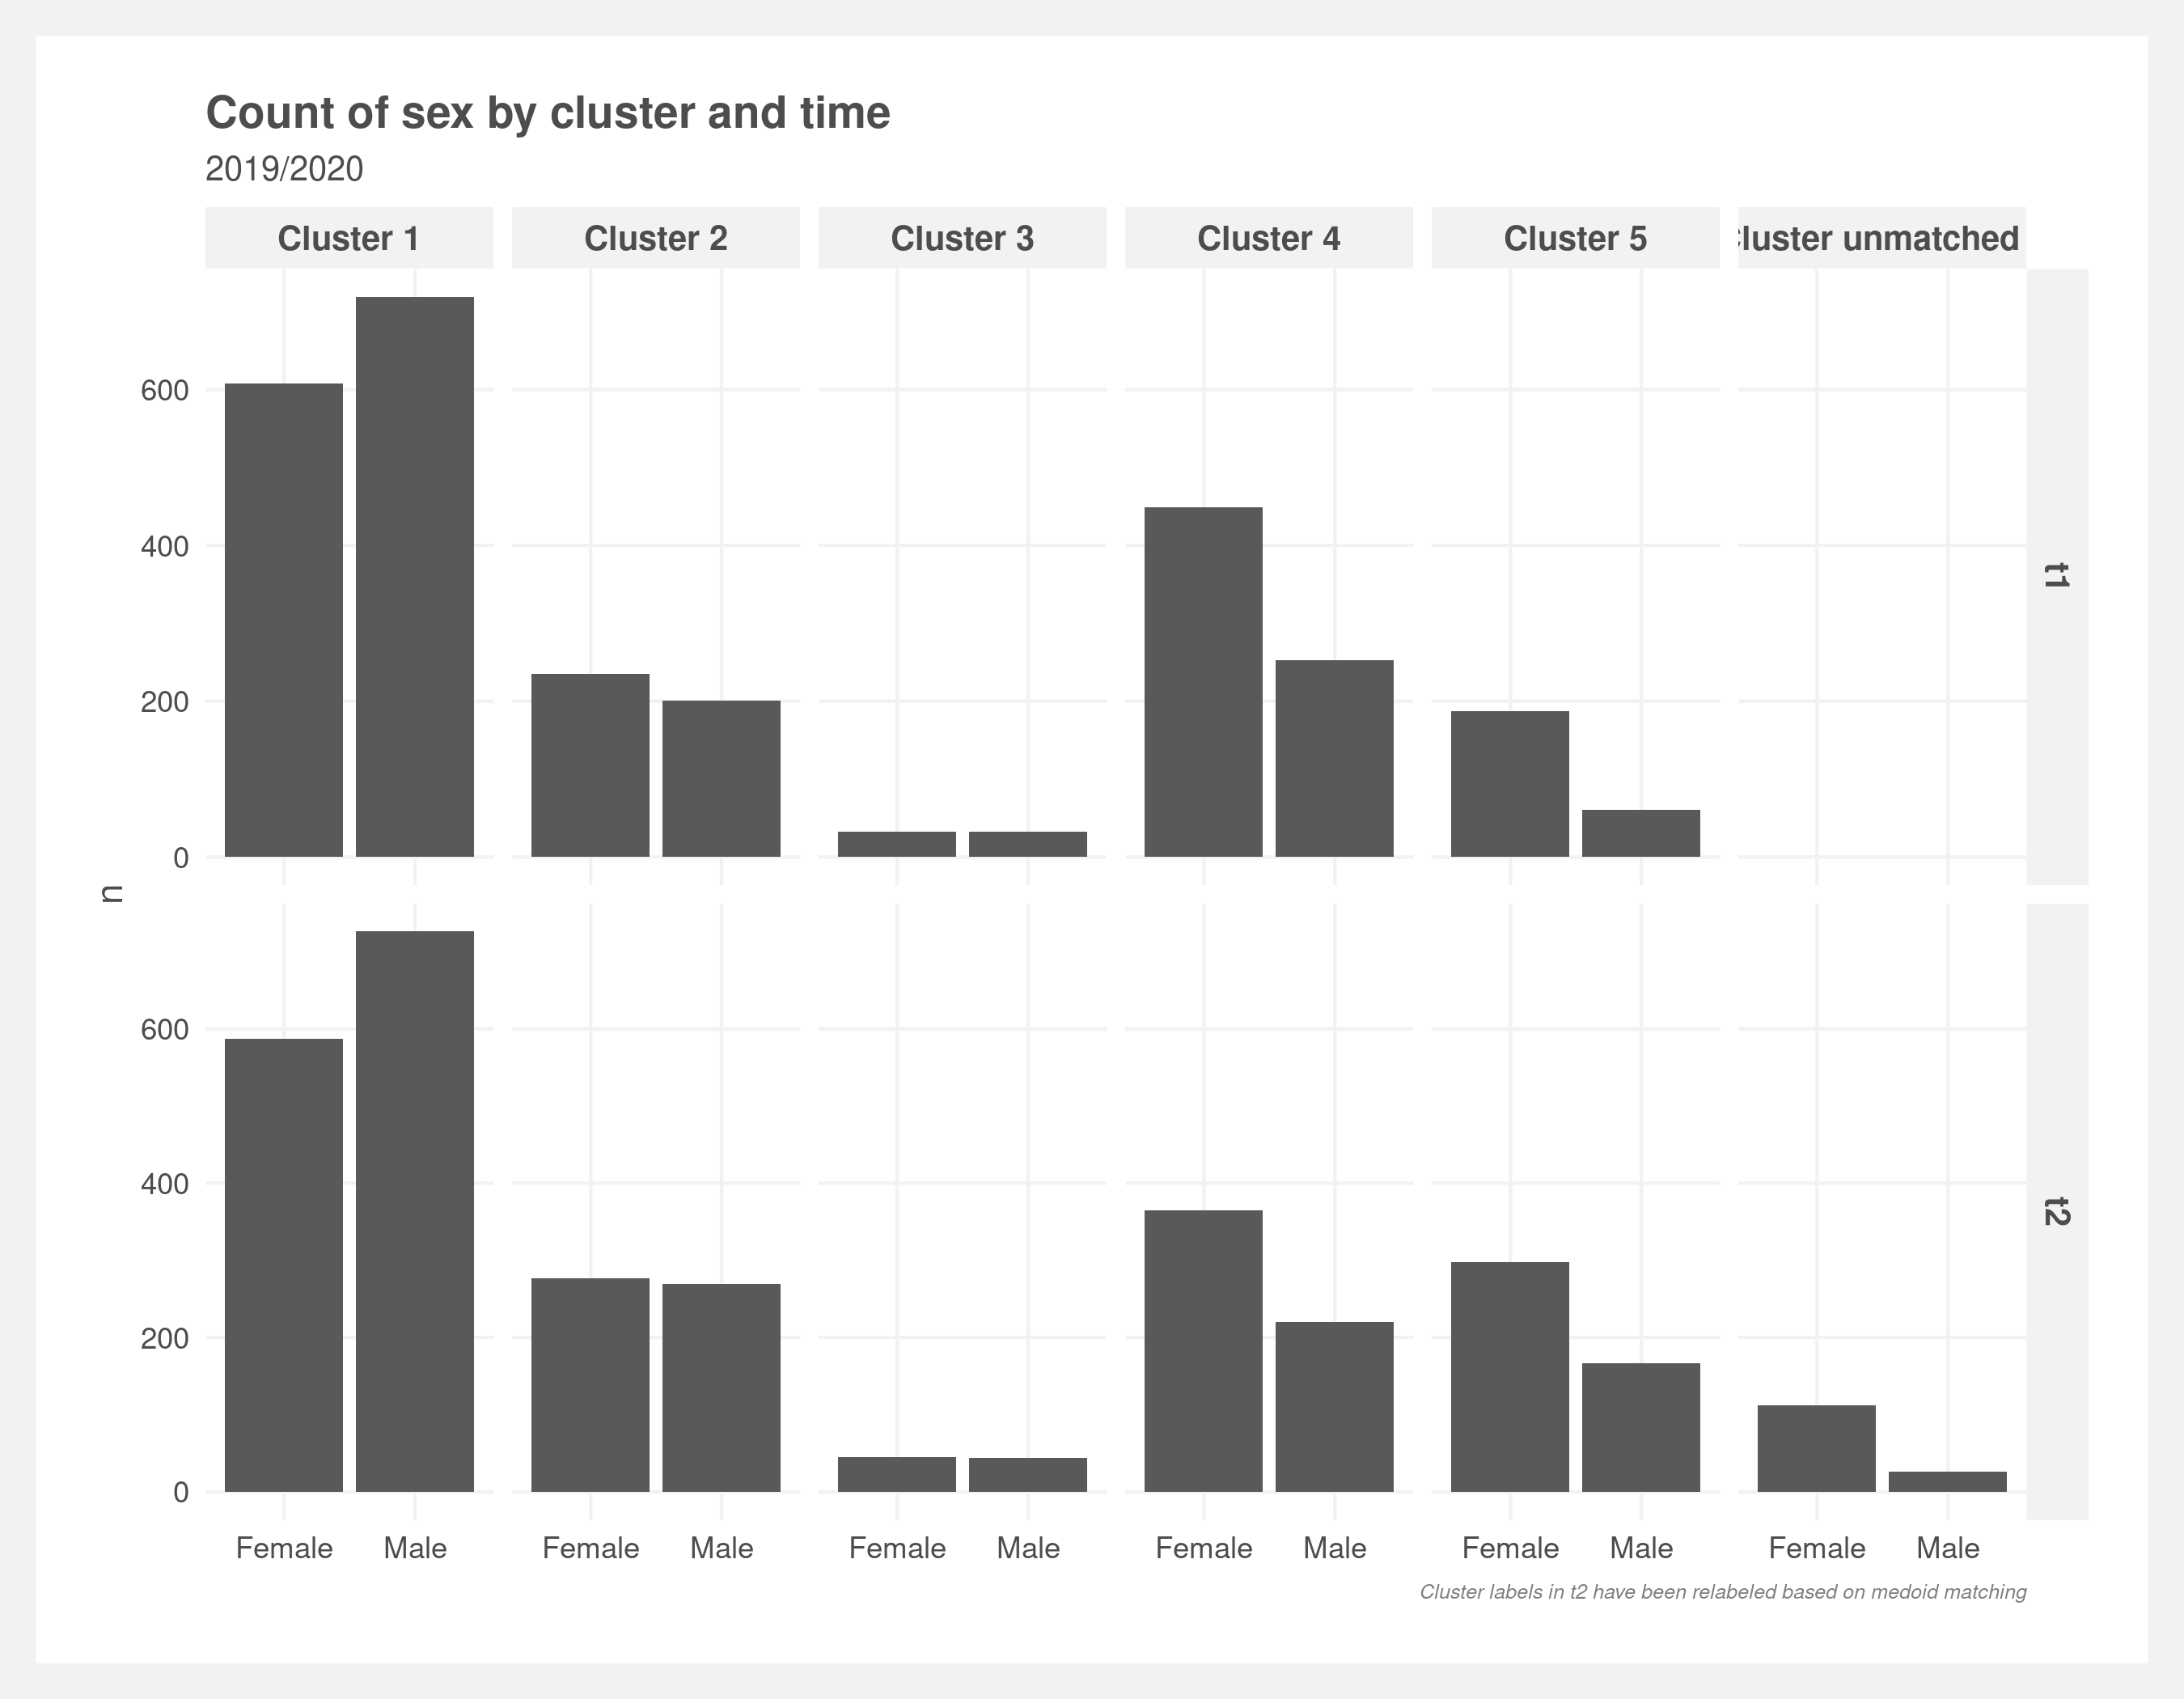 Count of sex by cluster and time
2019/2020
Cluster 1 Cluster 2 Cluster 3 Cluster 4 Cluster 5 luster unmatched
600
400
200
0
t1
n
600
400
200
0
t2
Female Male Female Male Female Male Female Male Female Male Female Male
Cluster labels in t2 have been relabeled based on medoid matching